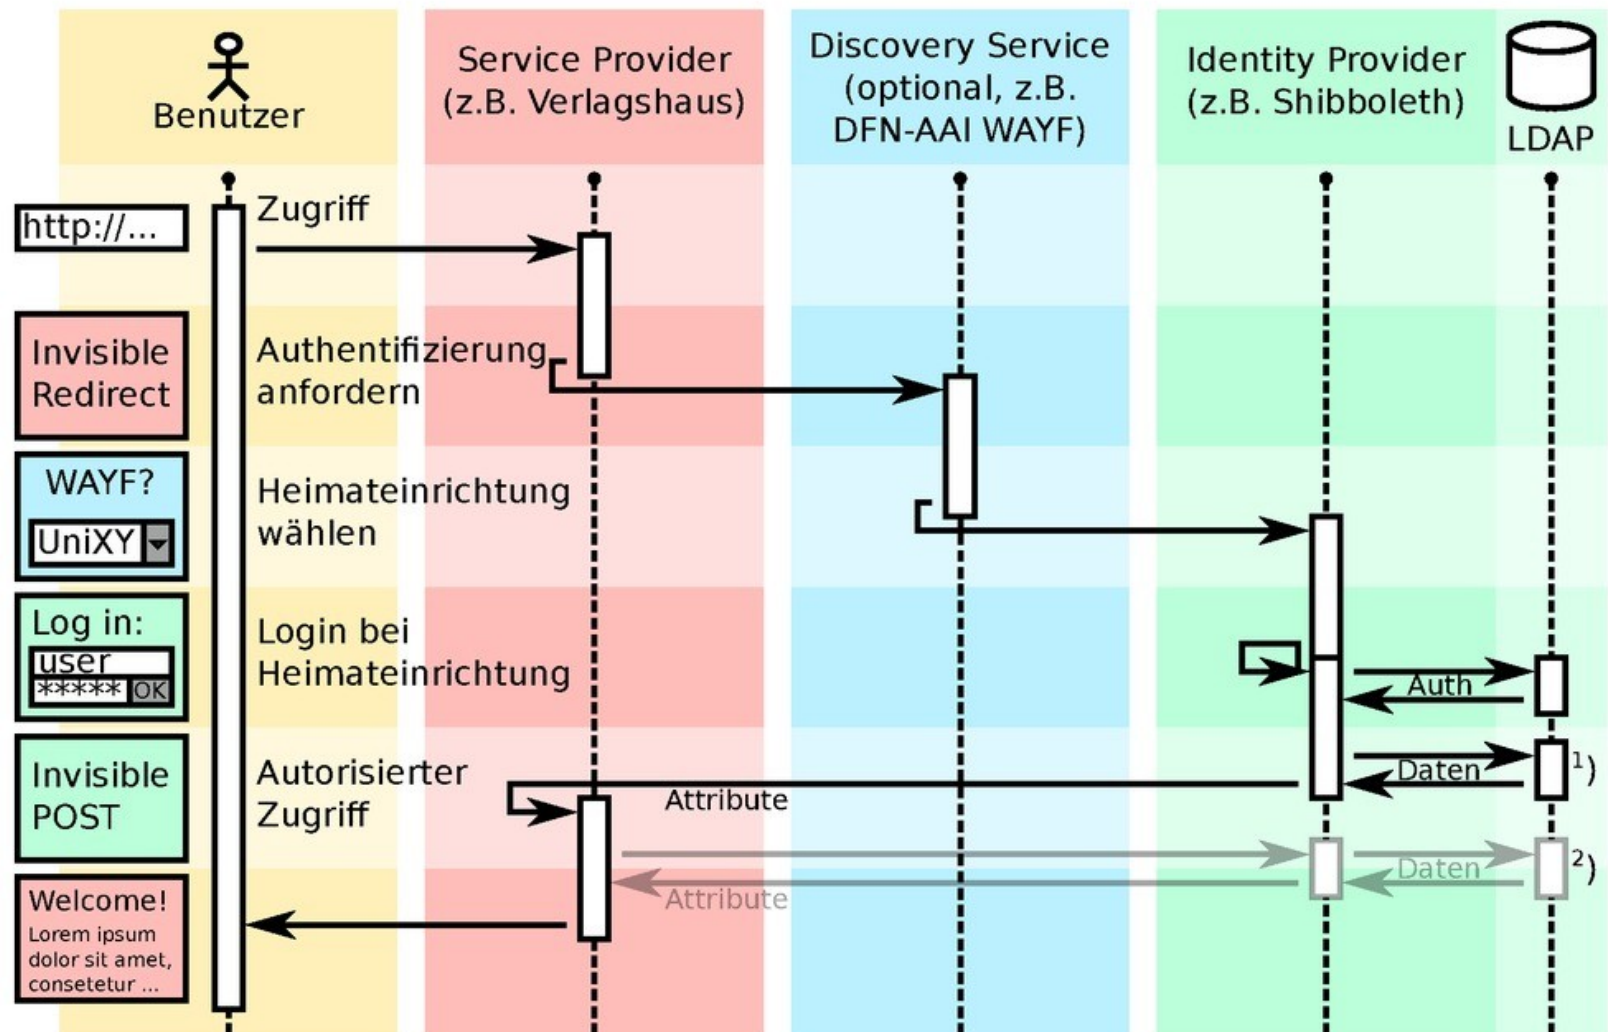 Benutzer
Service Provider
(z.B. Verlagshaus)
Discovery Service
(optional, z.B.
DFN-AAI WAYF)
Identity Provider
(z.B. Shibboleth)
LDAP
http://...
Zugriff
Invisible
Redirect
Authentifizierung
anfordern
WAYF?
UniXY
Heimateinrichtung
wählen
Log in:
user
*****
OK
Login bei
Heimateinrichtung
Auth
Invisible
POST
Autorisierter
Zugriff
Attribute
Daten
¹)
Attribute
Daten
²)
Welcome!
Lorem ipsum
dolor sit amet,
consetetur ...